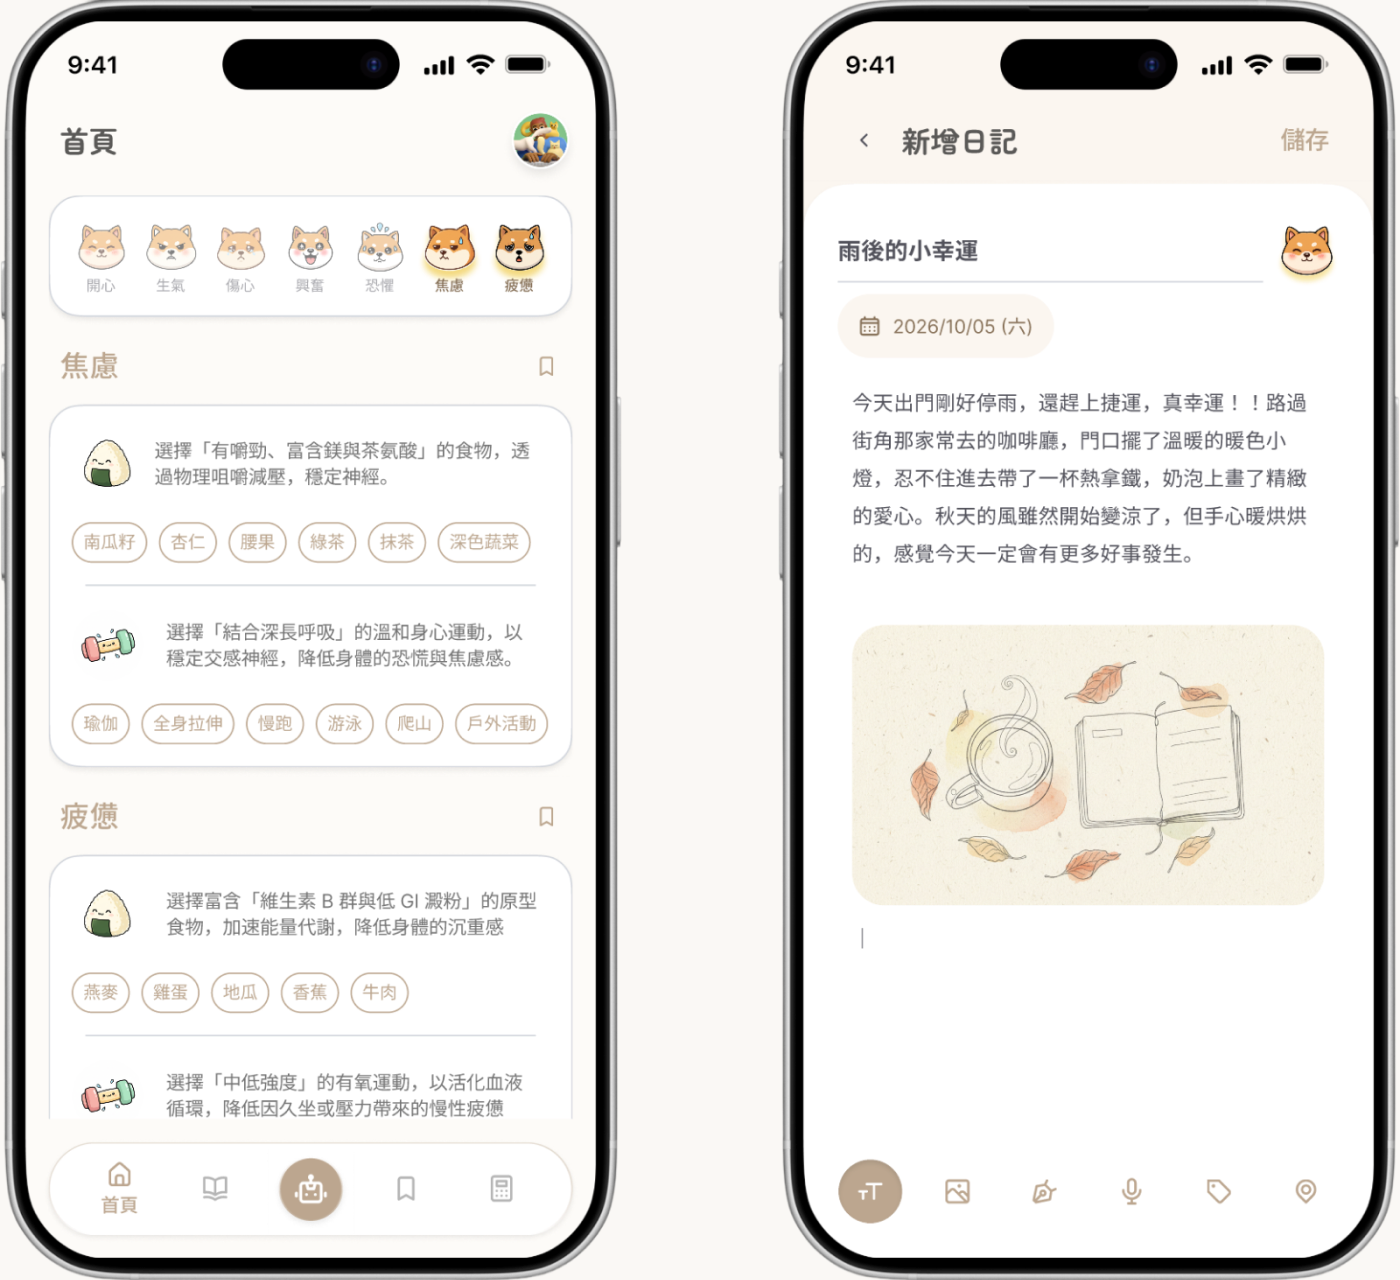 9:41
首頁
開心 生氣 傷心 興奮 恐懼 焦慮 疲憊
焦慮
選擇「有嚼勁、富含鎂與茶氨酸」的食物，透
過物理咀嚼減壓，穩定神經。
南瓜籽 杏仁 腰果 綠茶 抹茶 深色蔬菜
選擇「結合深長呼吸」的溫和身心運動，以
穩定交感神經，降低身體的恐慌與焦慮感。
瑜伽 全身拉伸 慢跑 游泳 爬山 戶外活動
疲憊
選擇富含「維生素 B 群與低 GI 澱粉」的原型
食物，加速能量代謝，降低身體的沉重感
燕麥 雞蛋 地瓜 香蕉 牛肉
選擇「中低強度」的有氧運動，以活化血液
循環，降低因久坐或壓力帶來的慢性疲憊
首頁
9:41
新增日記
儲存
雨後的小幸運
2026/10/05 (六)
今天出門剛好停雨，還趕上捷運，真幸運！！路過
街角那家常去的咖啡廳，門口擺了溫暖的暖色小
燈，忍不住進去帶了一杯熱拿鐵，奶泡上畫了精緻
的愛心。秋天的風雖然開始變涼了，但手心暖烘烘
的，感覺今天一定會有更多好事發生。
TT